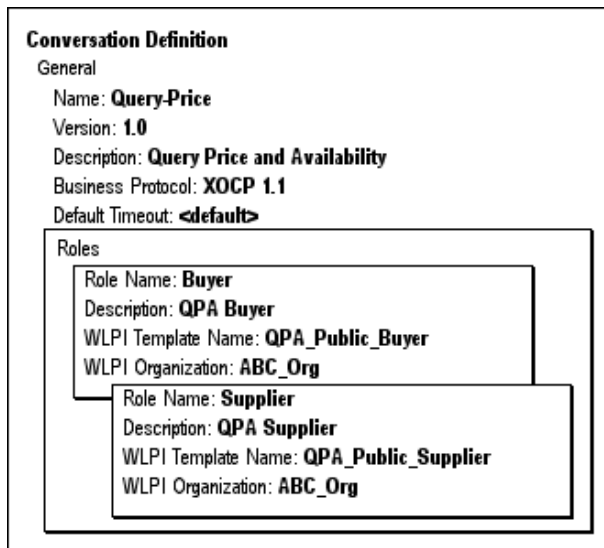 Conversation Definition
General
Name: Query-Price
Version: 1.0
Description: Query Price and Availability
Business Protocol: XOCP 1.1
Default Timeout: <default>
Roles
Role Name: Buyer
Description: QPA Buyer
WLPI Template Name: QPA_Public_Buyer
WLPI Organization: ABC_Org
Role Name: Supplier
Description: QPA Supplier
WLPI Template Name: QPA_Public_Supplier
WLPI Organization: ABC_Org